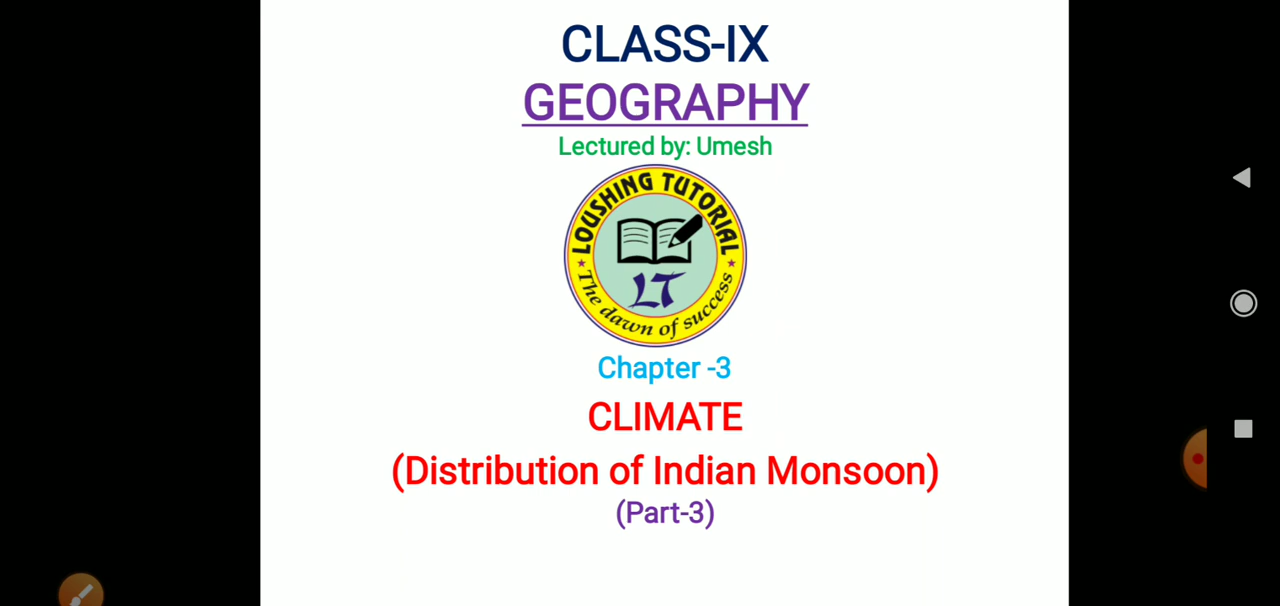 CLASS-IX
GEOGRAPHY
Lectured by: Umesh
LOUSHING TUTORIAL
LT
The dawn of success
Chapter -3
CLIMATE
(Distribution of Indian Monsoon)
(Part-3)